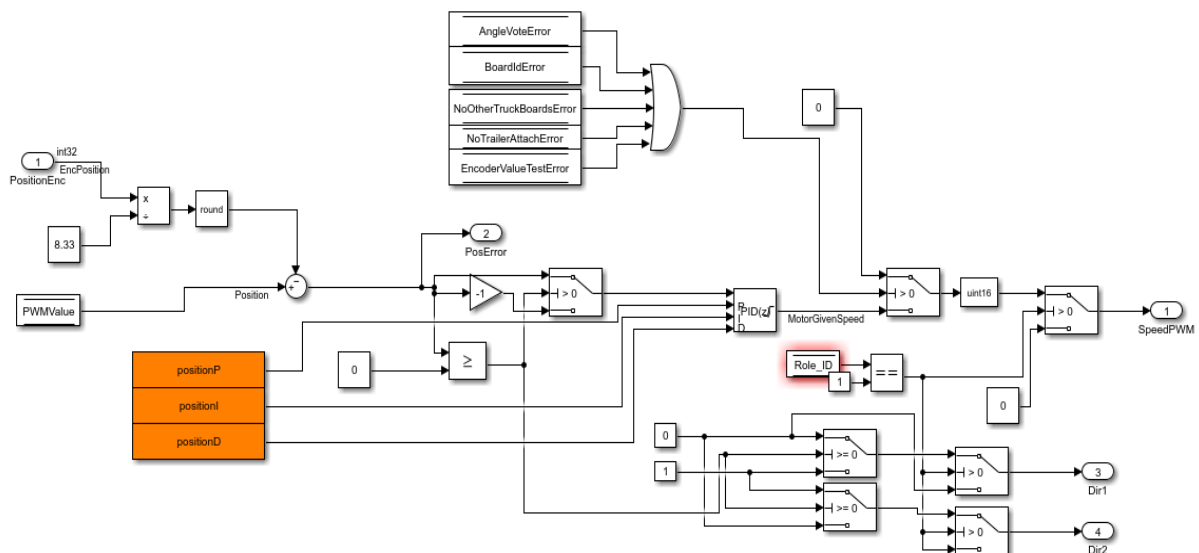 AngleVoteError
BoardIdError
NoOtherTruckBoardsError
NoTrailerAttachError
EncoderValueTestError
0
1
int32
EncPosition
PositionEnc
x
÷
round
8.33
2
PosError
-1
> 0
PWMValue
Position
+
-
P
I
D
PID(z)
MotorGivenSpeed
> 0
uint16
> 0
1
SpeedPWM
positionP
positionI
positionD
0
≥
Role_ID
1
==
0
0
1
>= 0
>= 0
> 0
> 0
3
Dir1
4
Dir2